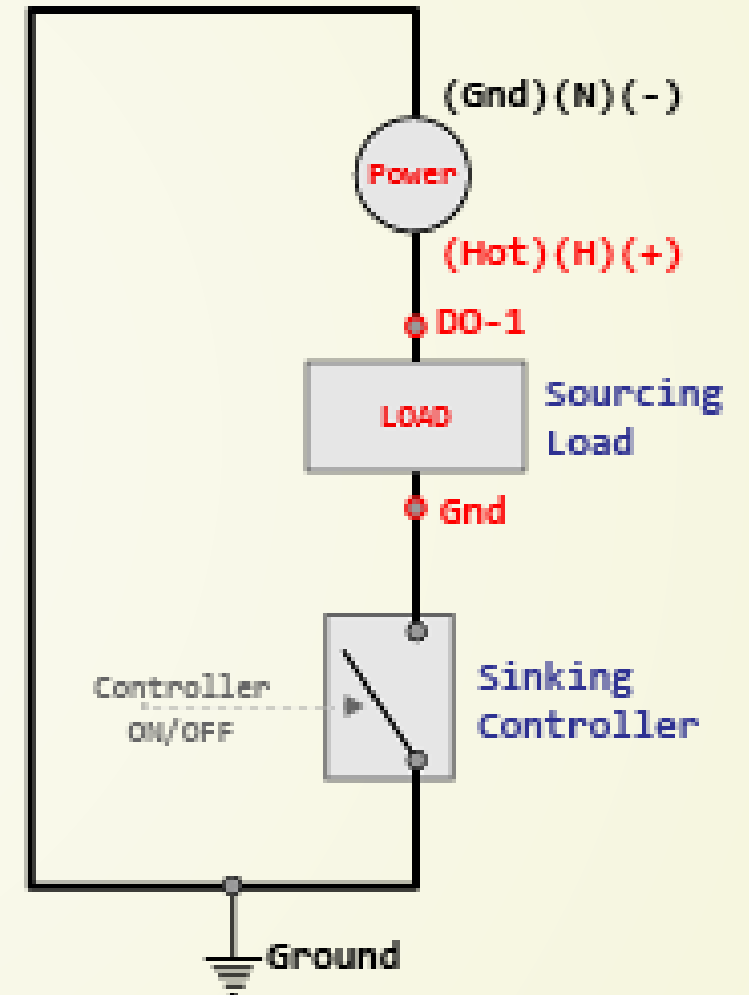 (Gnd)(N)(-)
Power
(Hot)(H)(+)
DO-1
LOAD
Sourcing
Load
Gnd
Sinking
Controller
Controller
ON/OFF
Ground